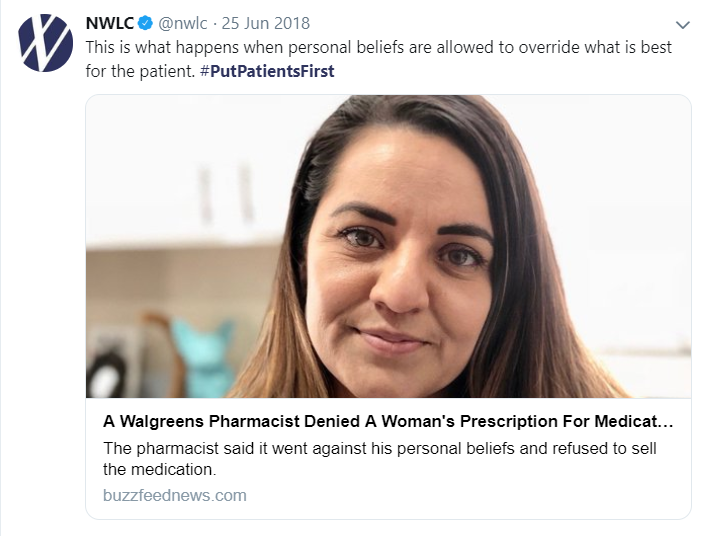 NWLC @nwlc · 25 Jun 2018
This is what happens when personal beliefs are allowed to override what is best
for the patient. #PutPatientsFirst
A Walgreens Pharmacist Denied A Woman's Prescription For Medicat...
The pharmacist said it went against his personal beliefs and refused to sell
the medication.
buzzfeednews.com